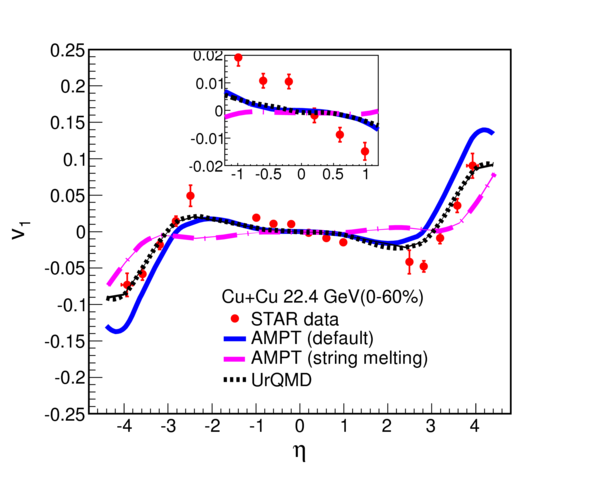 0.25
0.2
0.15
0.1
0.05
0
-0.05
-0.1
-0.15
-0.2
-0.25
v1
0.02
0.01
0
-0.01
-0.02
-1 -0.5 0 0.5 1
Cu+Cu 22.4 GeV(0-60%)
STAR data
AMPT (default)
AMPT (string melting)
UrQMD
-4 -3 -2 -1 0 1 2 3 4
η